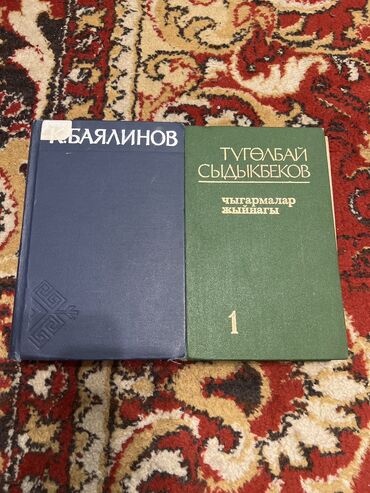 К. БАЯЛИНОВ
ТҮГӨЛБАЙ
СЫДЫКБЕКОВ
чыгармалар
жыйнагы
1